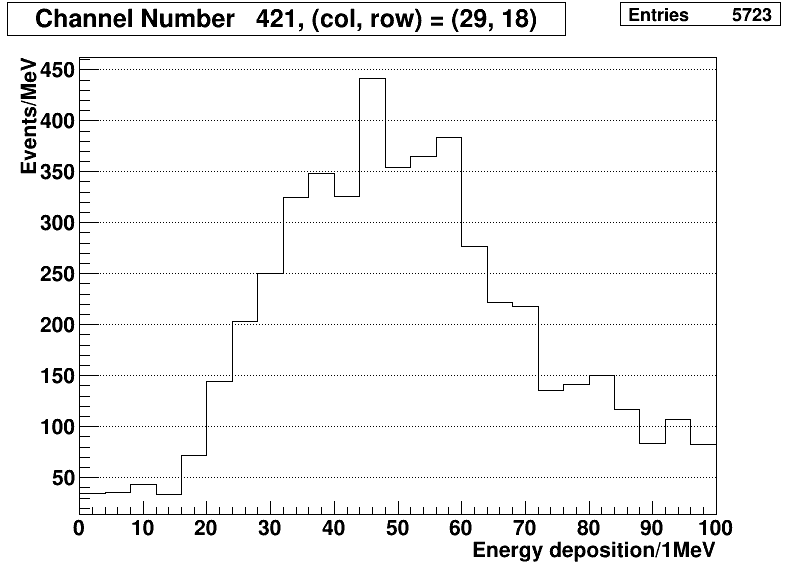 Channel Number 421, (col, row) = (29, 18)
Entries 5723
Events/MeV
450
400
350
300
250
200
150
100
50
0 10 20 30 40 50 60 70 80 90 100
Energy deposition/1MeV